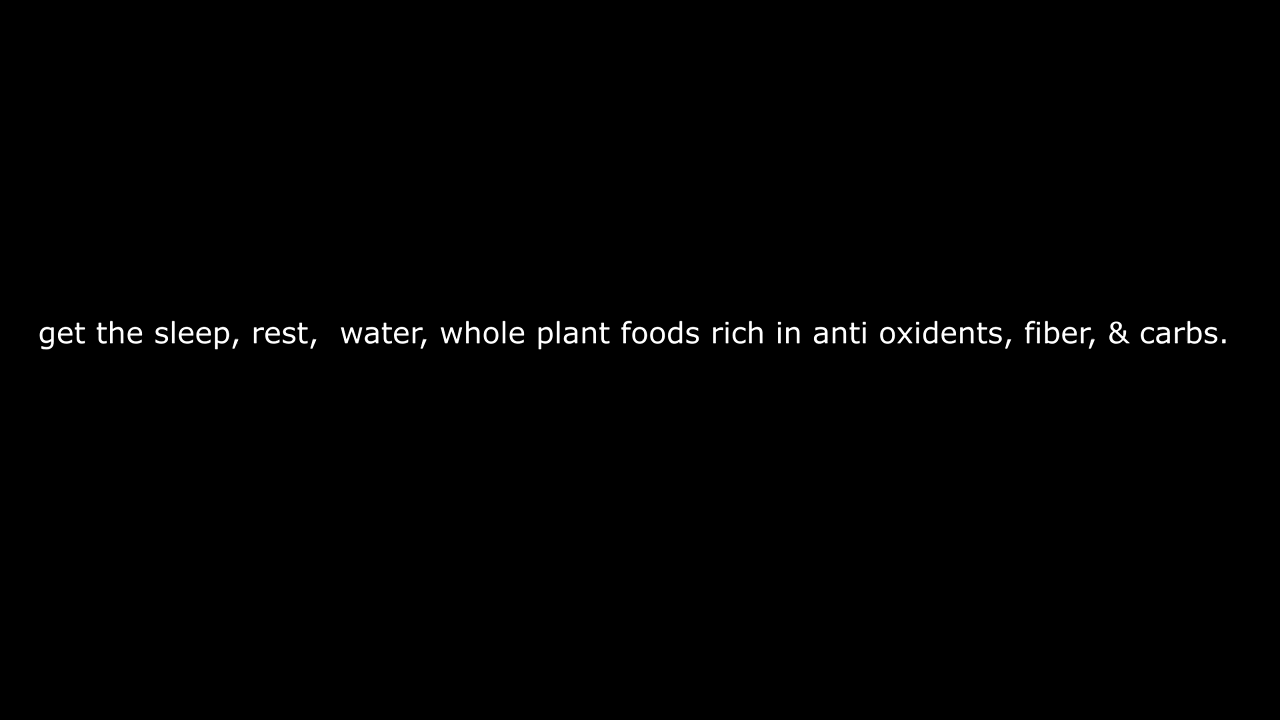 get the sleep, rest,  water, whole plant foods rich in anti oxidents, fiber, & carbs.